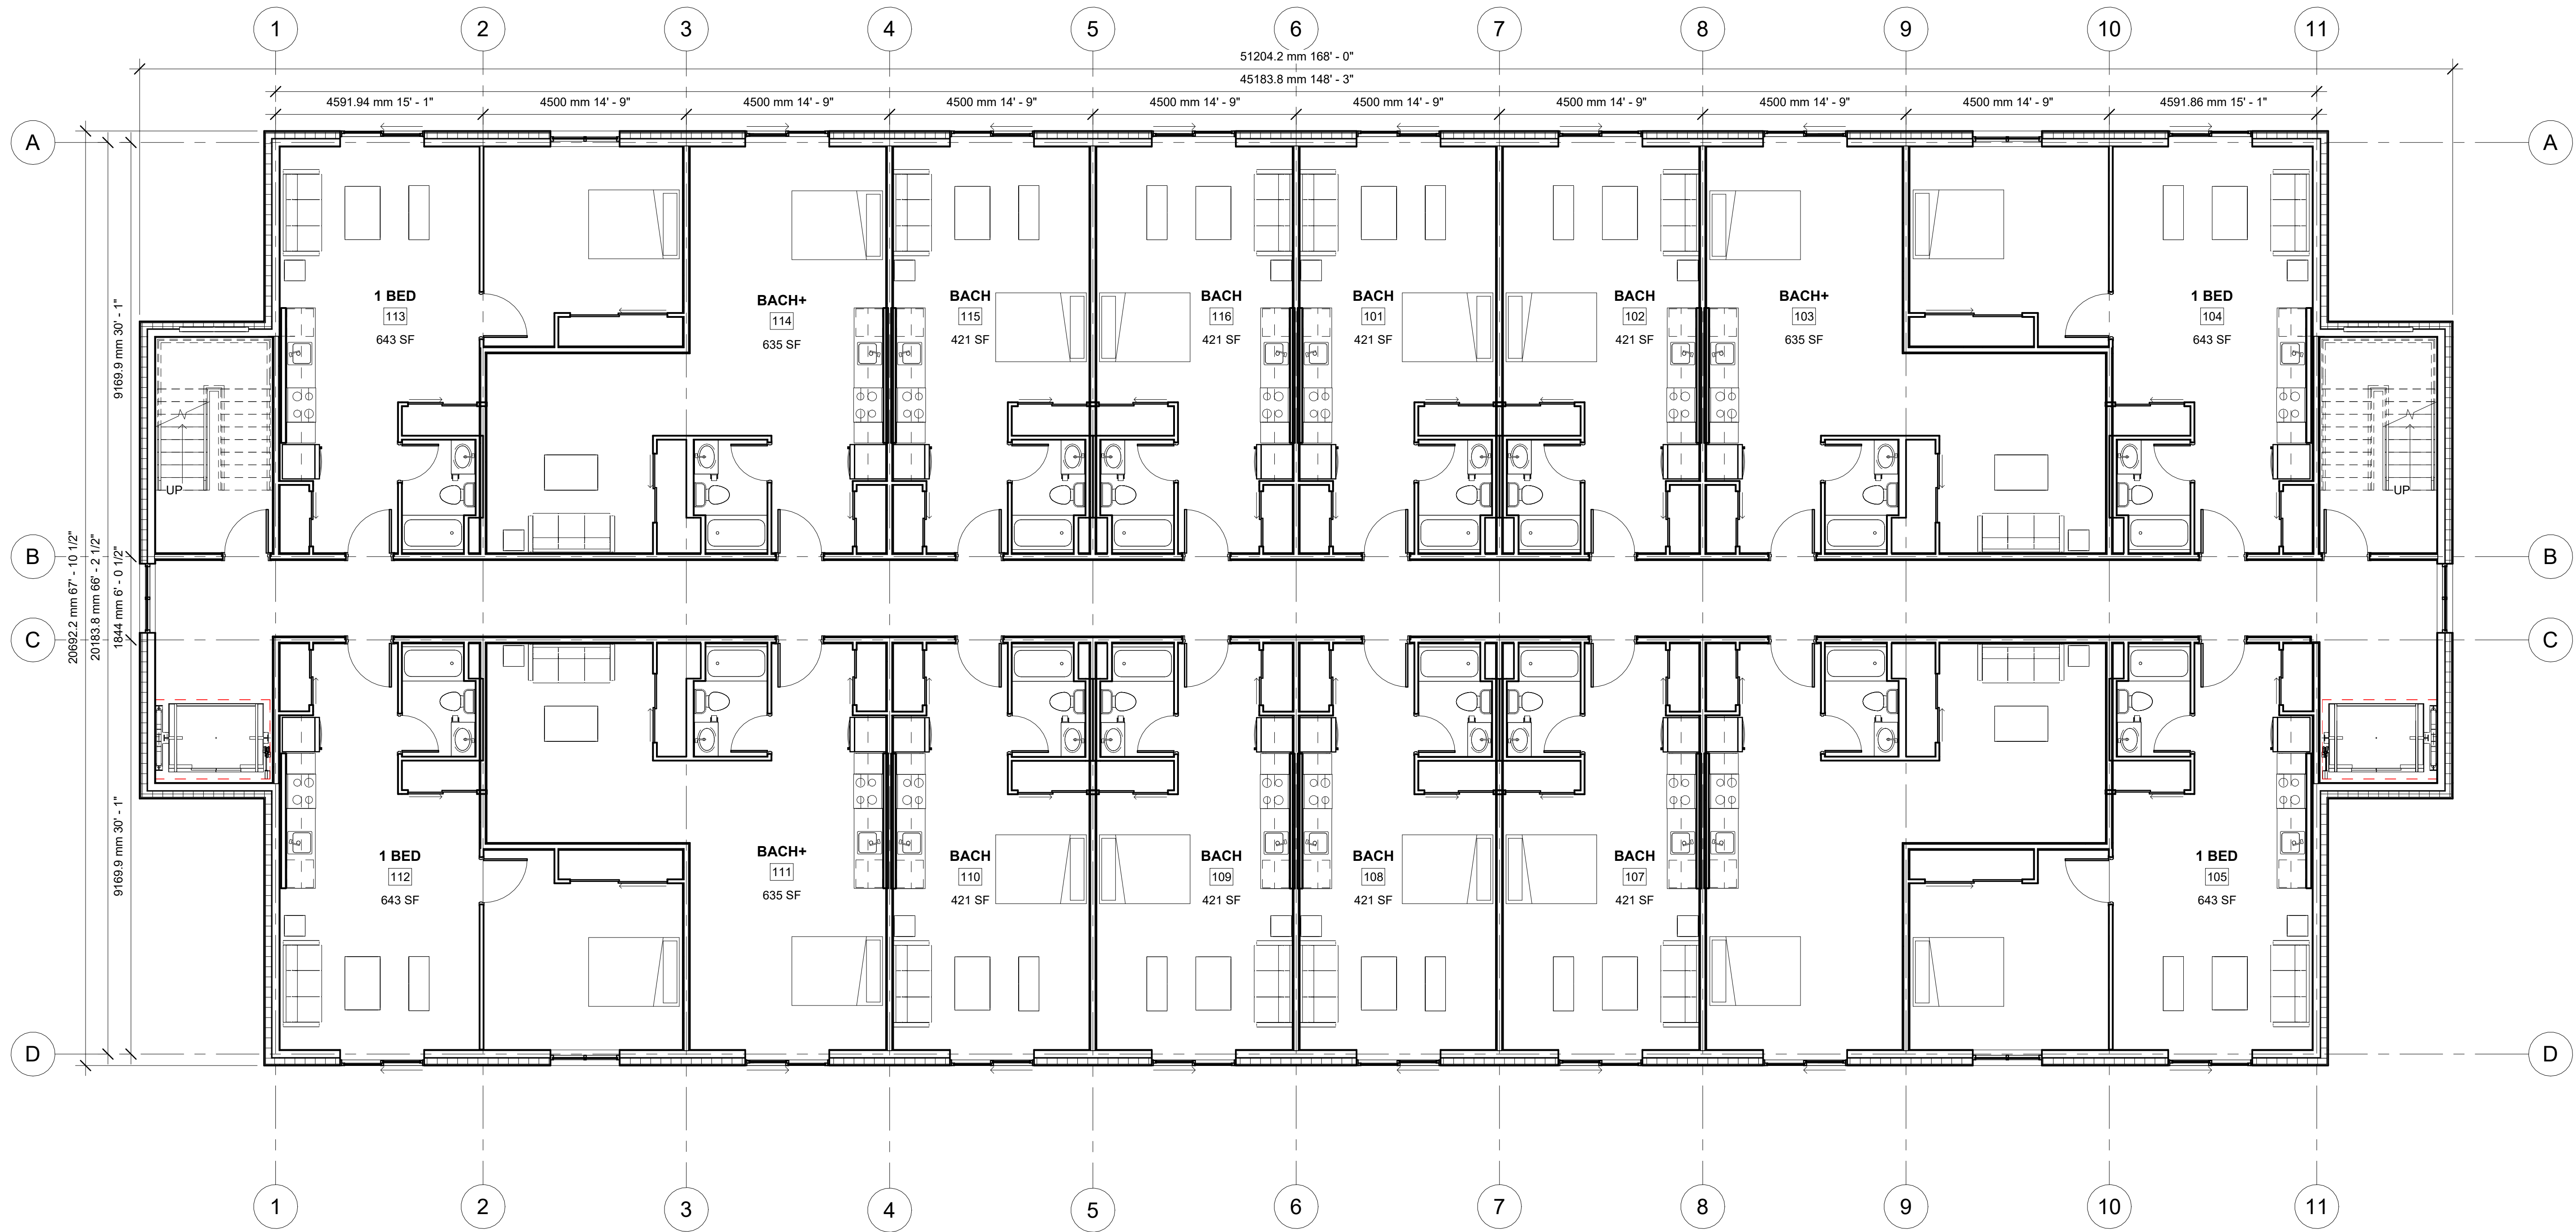 1 2 3 4 5 6 7 8 9 10 11
51204.2 mm 168' - 0"
45183.8 mm 148' - 3"
4591.94 mm 15' - 1" 4500 mm 14' - 9" 4500 mm 14' - 9" 4500 mm 14' - 9" 4500 mm 14' - 9" 4500 mm 14' - 9" 4500 mm 14' - 9" 4500 mm 14' - 9" 4500 mm 14' - 9" 4591.86 mm 15' - 1"
A A
1 BED BACH+ BACH BACH BACH BACH BACH+ 1 BED
113 114 115 116 101 102 103 104
643 SF 635 SF 421 SF 421 SF 421 SF 421 SF 635 SF 643 SF
9169.9 mm 30' - 1"
UP UP
B B
20692.2 mm 67' - 10 1/2"
20183.8 mm 66' - 2 1/2"
1844 mm 6' - 0 1/2"
C C
9169.9 mm 30' - 1"
1 BED BACH+ BACH BACH BACH BACH 1 BED
112 111 110 109 108 107 105
643 SF 635 SF 421 SF 421 SF 421 SF 421 SF 643 SF
D D
1 2 3 4 5 6 7 8 9 10 11